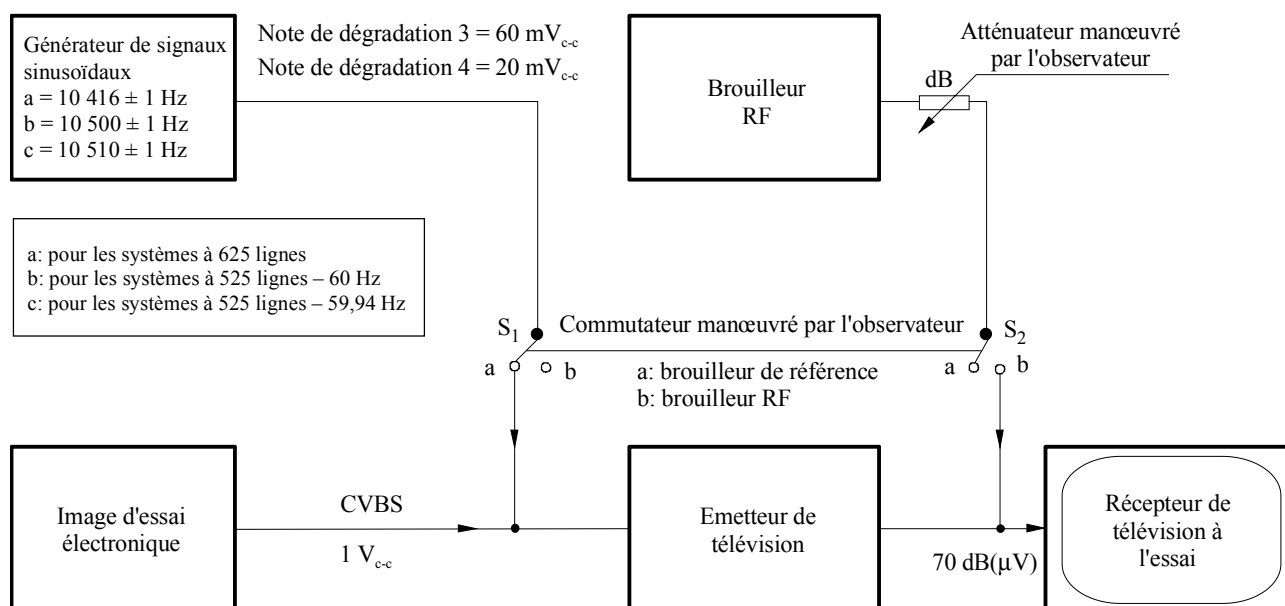 Générateur de signaux
sinusoïdaux
a = 10 416 ± 1 Hz
b = 10 500 ± 1 Hz
c = 10 510 ± 1 Hz
Note de dégradation 3 = 60 mVc-c
Note de dégradation 4 = 20 mVc-c
Brouilleur
RF
dB
Atténuateur manœuvré
par l'observateur
a: pour les systèmes à 625 lignes
b: pour les systèmes à 525 lignes – 60 Hz
c: pour les systèmes à 525 lignes – 59,94 Hz
S1
Commutateur manœuvré par l'observateur
S2
a
b
a: brouilleur de référence
b: brouilleur RF
a
b
Image d'essai
électronique
CVBS
1 Vc-c
Emetteur de
télévision
70 dB(µV)
Récepteur de
télévision à
l'essai